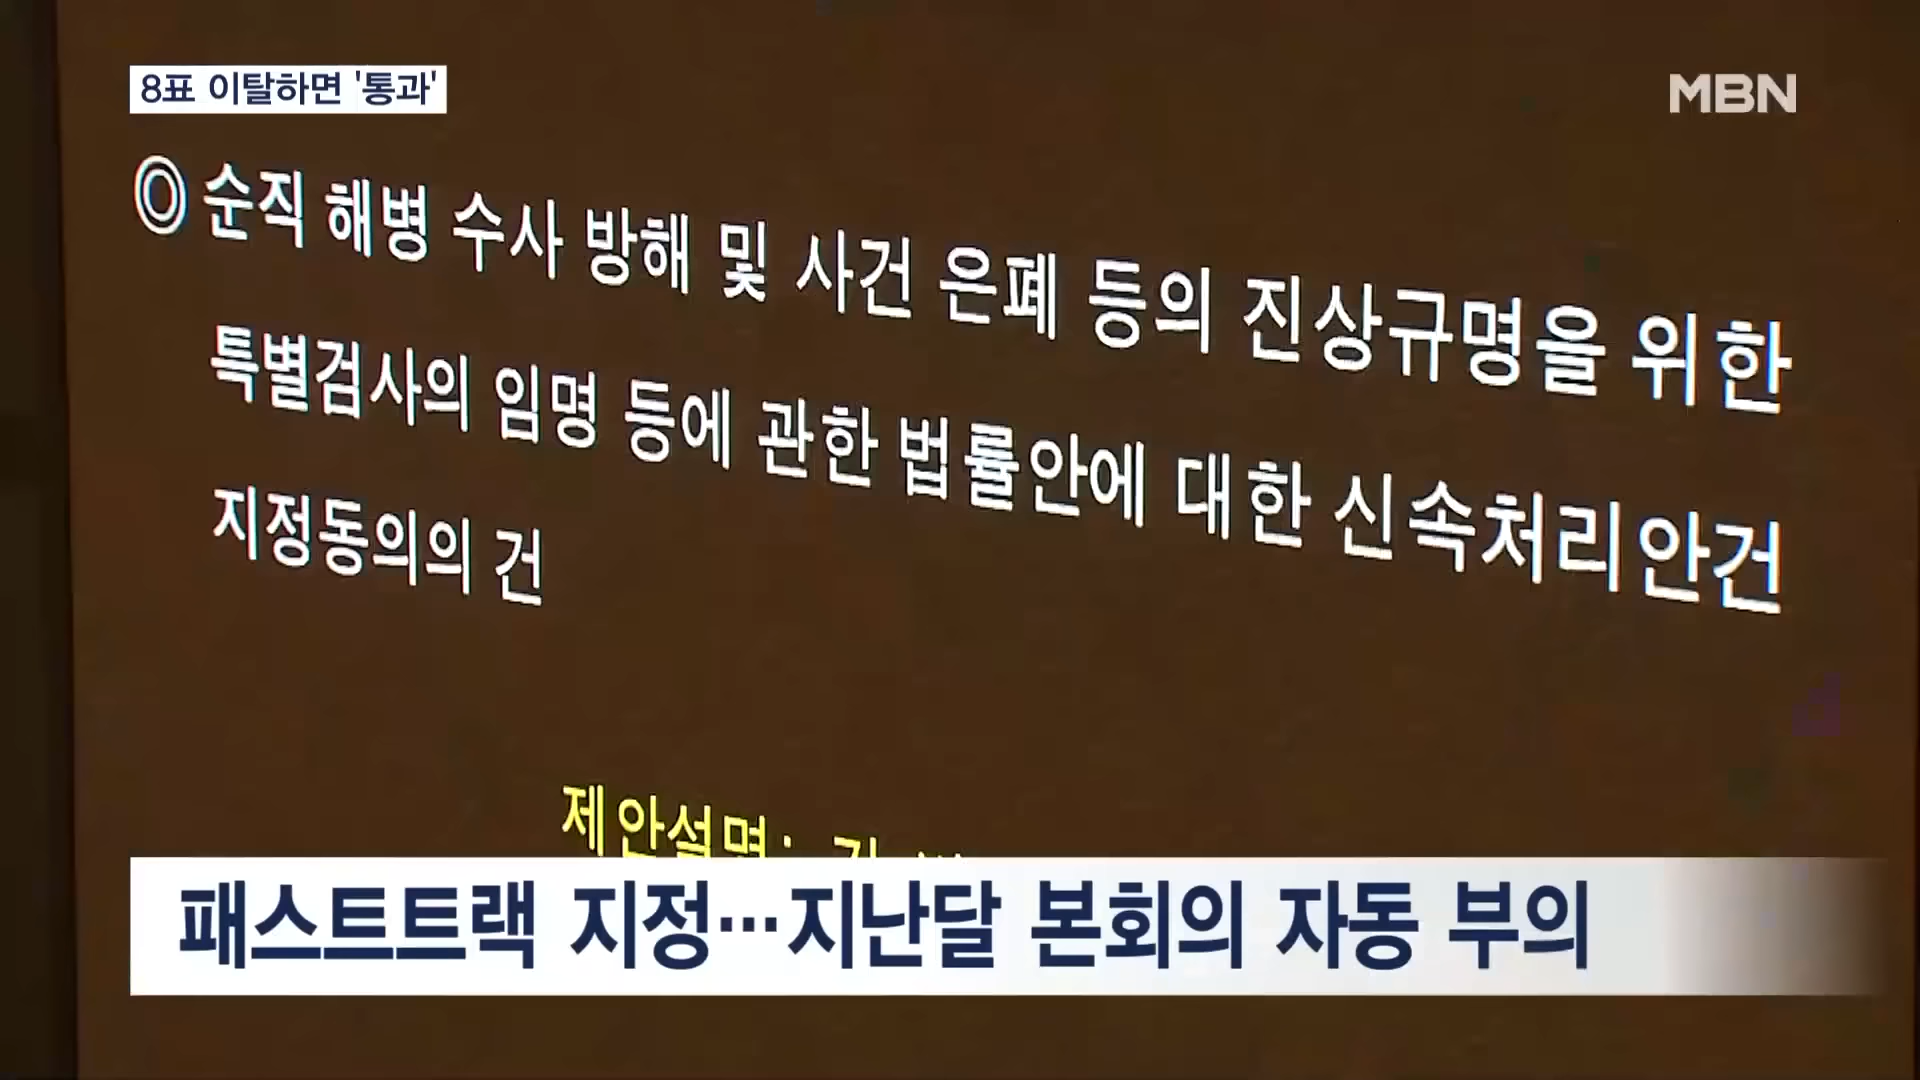 8표 이탈하면 '통과'
MBN
◎ 순직 해병 수사 방해 및 사건 은폐 등의 진상규명을 위한
특별검사의 임명 등에 관한 법률안에 대한 신속처리안건
지정동의의 건
제안설명:
패스트트랙 지정…지난달 본회의 자동 부의